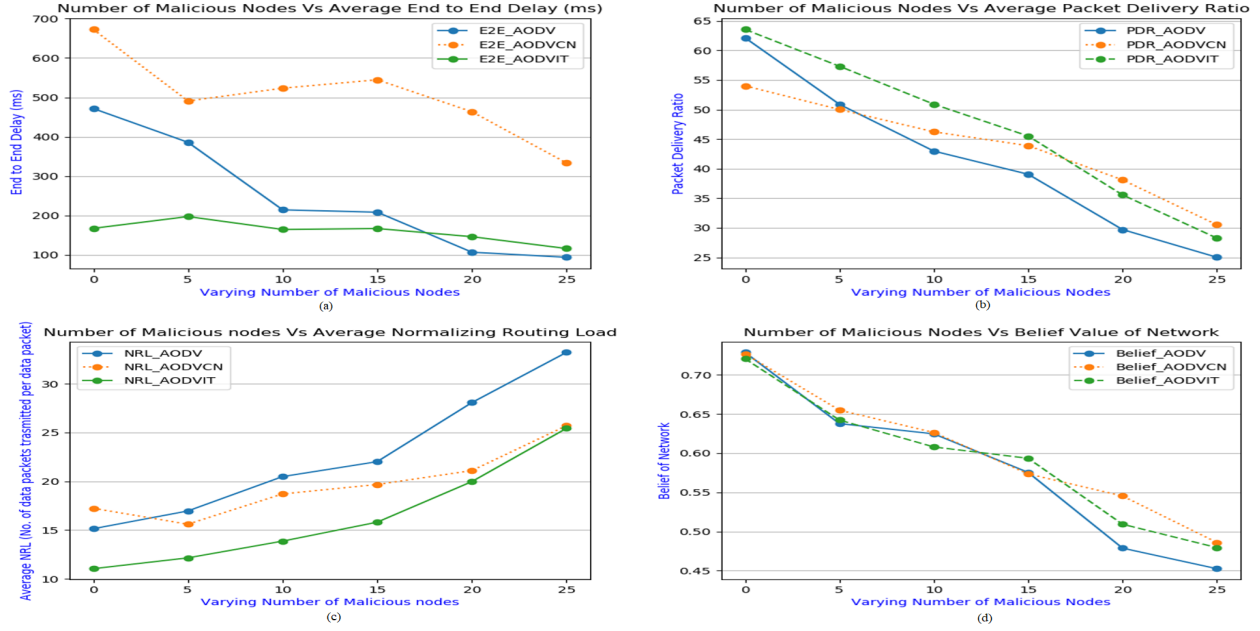 Number of Malicious Nodes Vs Average End to End Delay (ms)
700
600
500
400
300
200
100
End to End Delay (ms)
E2E_AODV
E2E_AODVCN
E2E_AODVIT
0 5 10 15 20 25
Varying Number of Malicious Nodes
(a)
Number of Malicious Nodes Vs Average Packet Delivery Ratio
65
60
55
50
45
40
35
30
25
Packet Delivery Ratio
PDR_AODV
PDR_AODVCN
PDR_AODVIT
0 5 10 15 20 25
Varying Number of Malicious Nodes
(b)
Number of Malicious nodes Vs Average Normalizing Routing Load
30
25
20
15
10
Average NRL (No. of data packets trasmitted per data packet)
NRL_AODV
NRL_AODVCN
NRL_AODVIT
0 5 10 15 20 25
Varying Number of Malicious nodes
(c)
Number of Malicious Nodes Vs Belief Value of Network
0.70
0.65
0.60
0.55
0.50
0.45
Belief of Network
Belief_AODV
Belief_AODVCN
Belief_AODVIT
0 5 10 15 20 25
Varying Number of Malicious Nodes
(d)